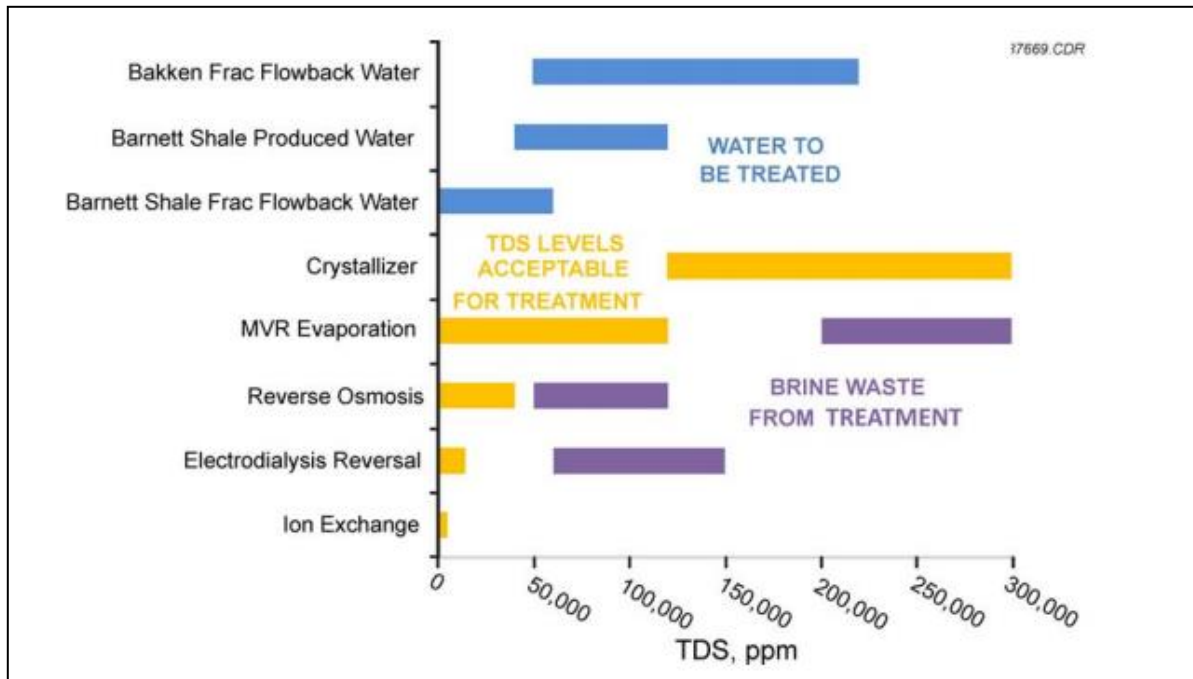 37669.CDR
Bakken Frac Flowback Water
Barnett Shale Produced Water
WATER TO
BE TREATED
Barnett Shale Frac Flowback Water
TDS LEVELS
ACCEPTABLE
FOR TREATMENT
Crystallizer
MVR Evaporation
BRINE WASTE
FROM TREATMENT
Reverse Osmosis
Electrodialysis Reversal
Ion Exchange
0
50,000
100,000
150,000
200,000
250,000
300,000
TDS, ppm